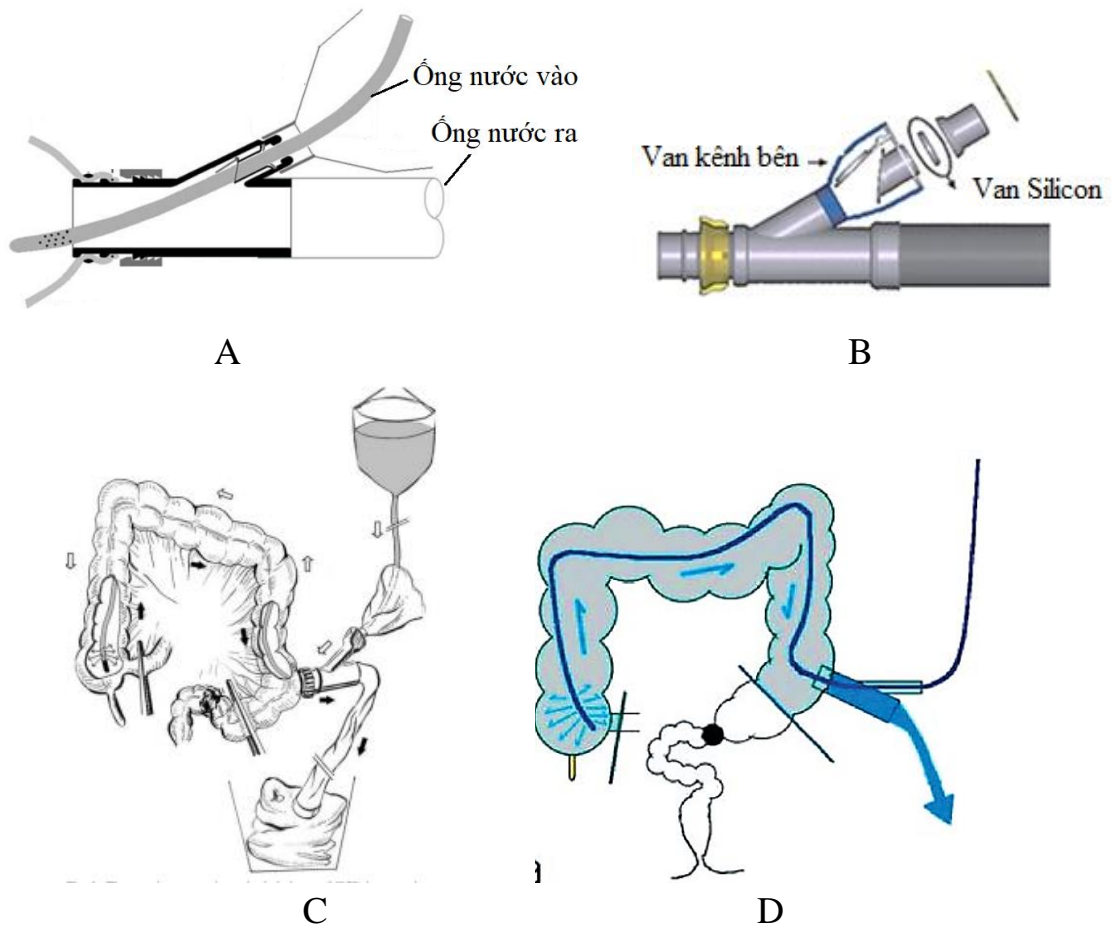 Ống nước vào
Ống nước ra
Van kênh bên
Van Silicon
A
B
C
D